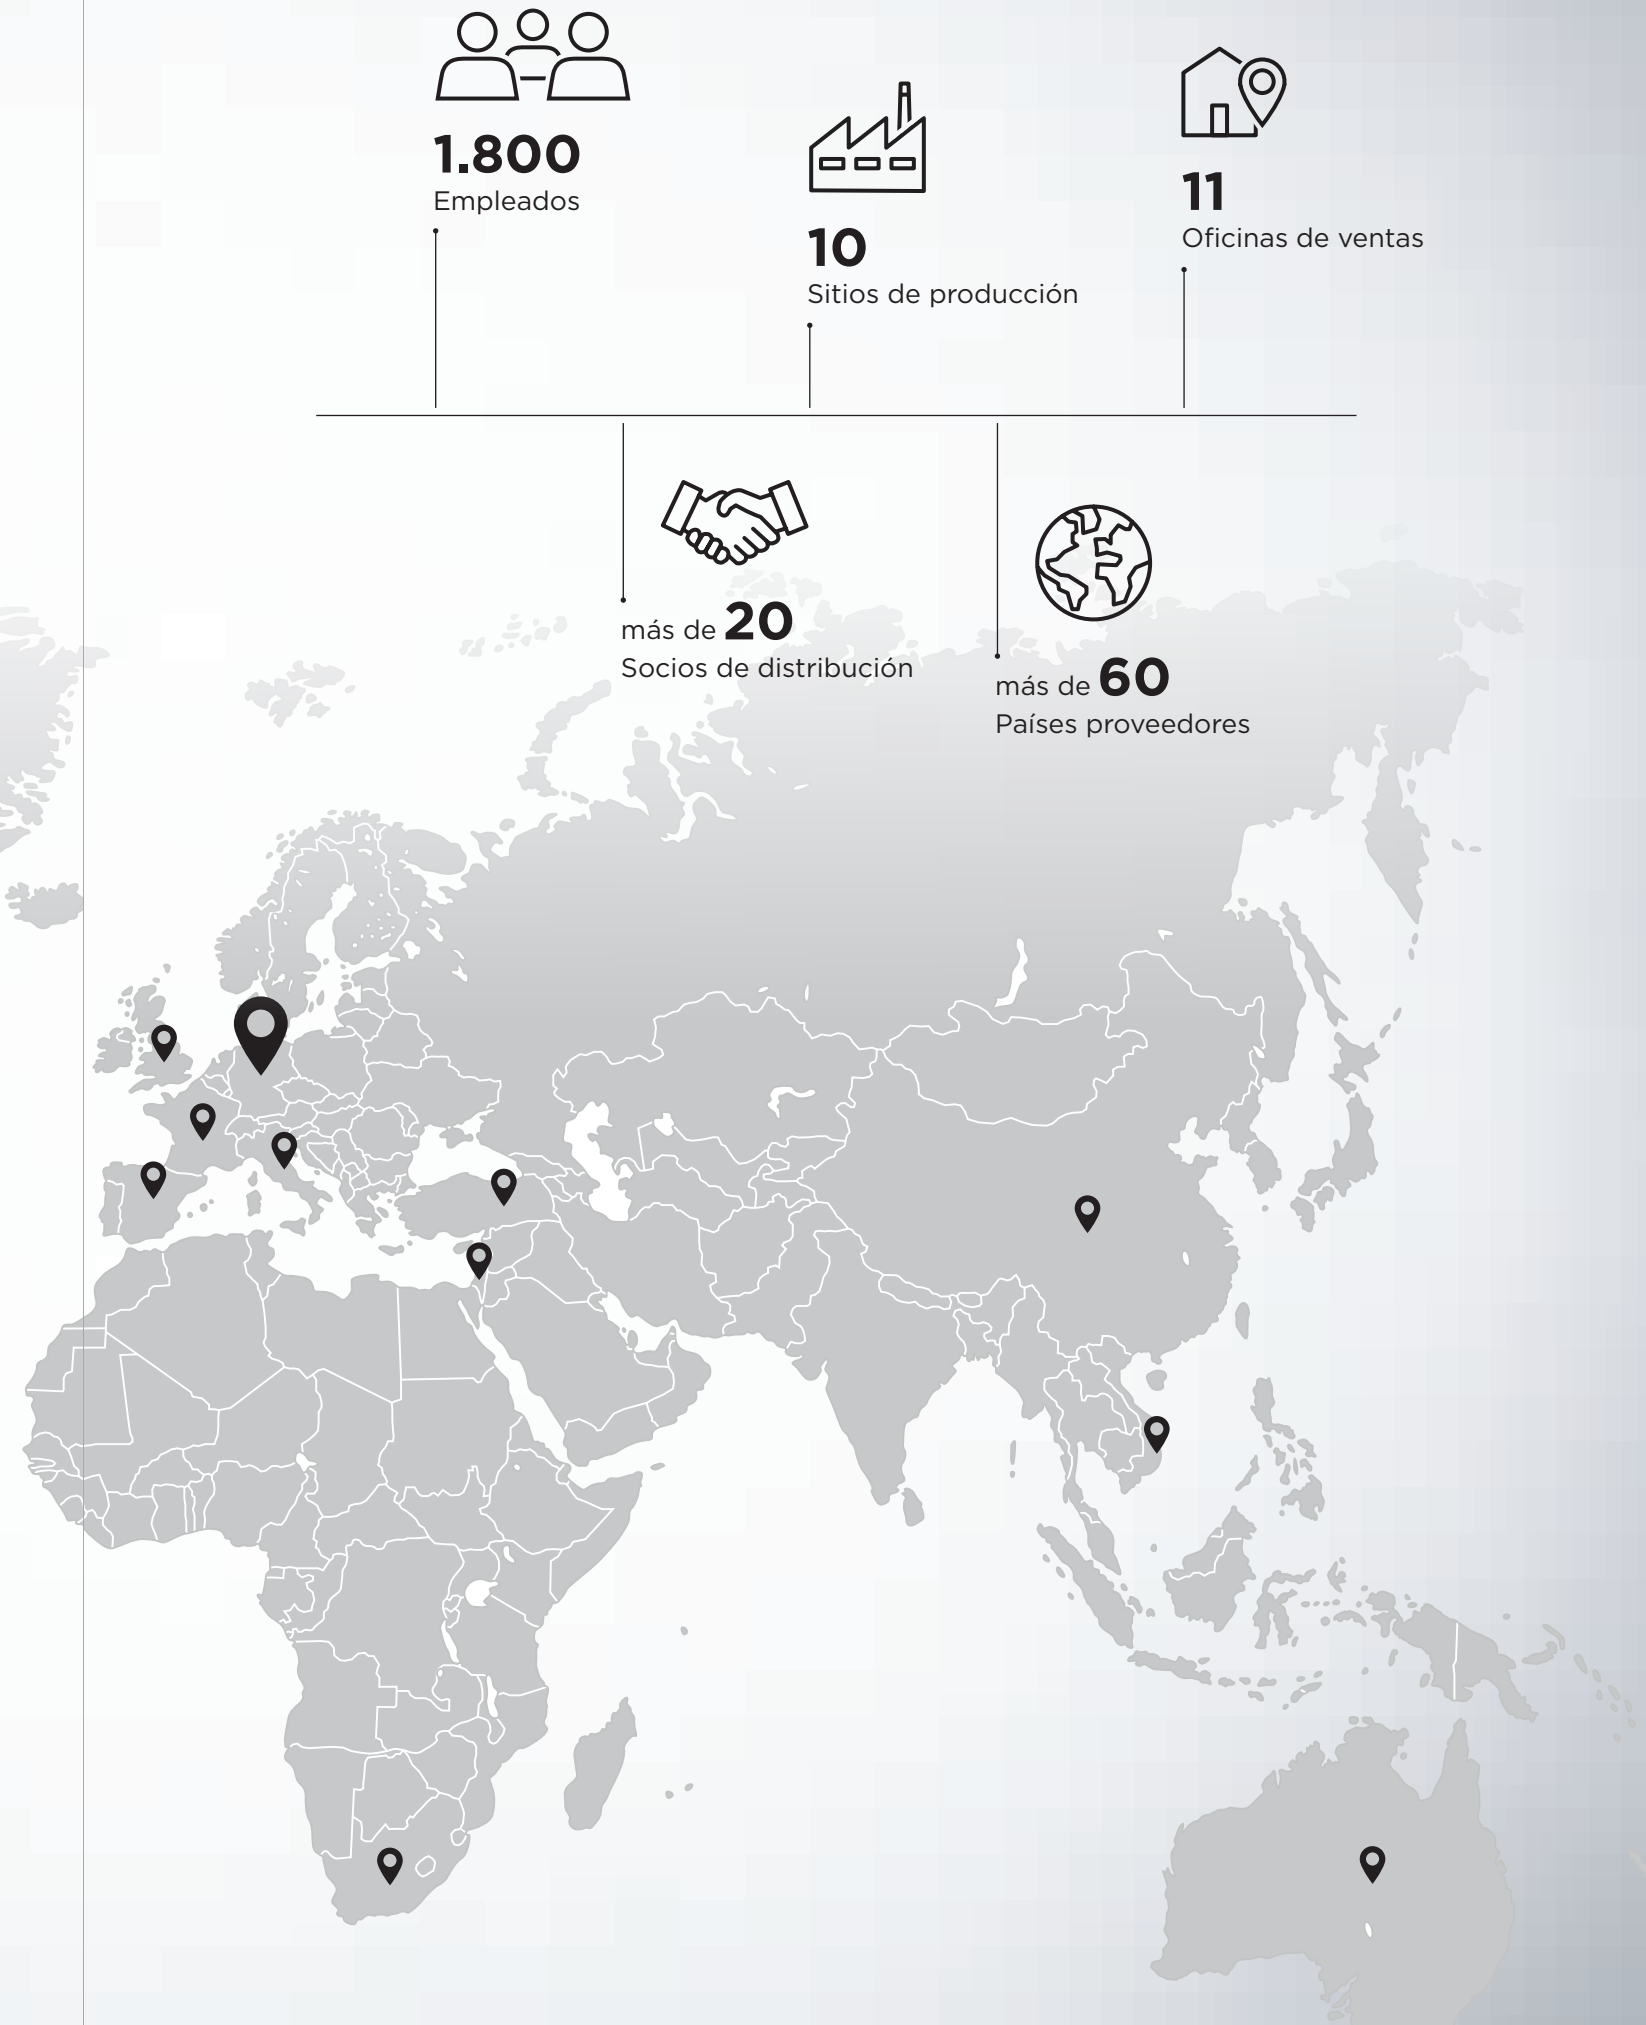 1.800
Empleados
10
Sitios de producción
11
Oficinas de ventas
más de 20
Socios de distribución
más de 60
Países proveedores